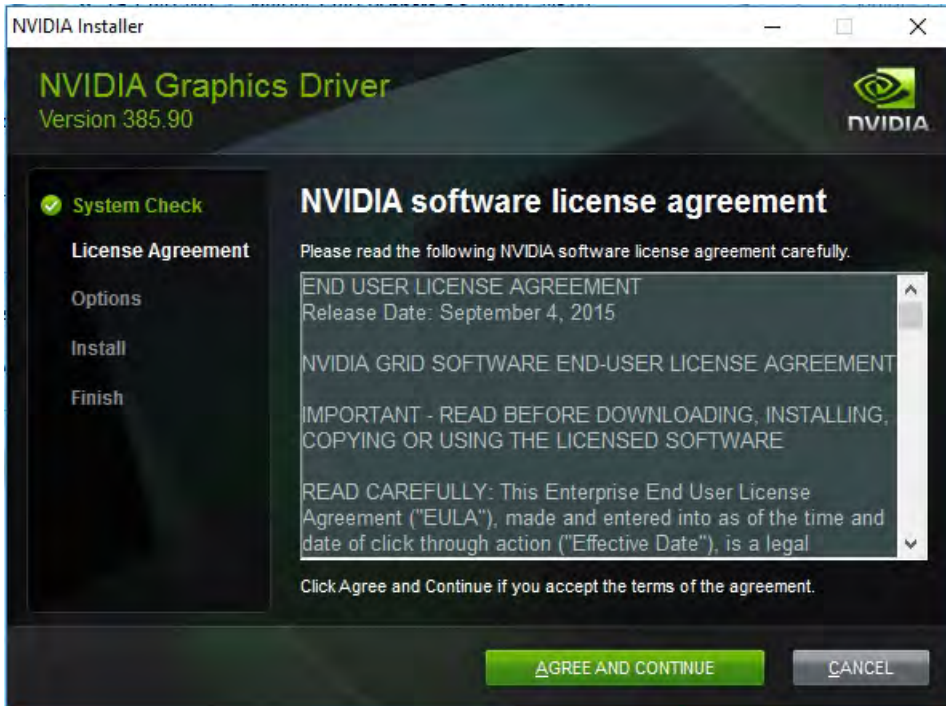 NVIDIA Installer
NVIDIA Graphics Driver
Version 385.90
NVIDIA
System Check
License Agreement
Options
Install
Finish
NVIDIA software license agreement
Please read the following NVIDIA software license agreement carefully.
END USER LICENSE AGREEMENT
Release Date: September 4, 2015
NVIDIA GRID SOFTWARE END-USER LICENSE AGREEMENT
IMPORTANT - READ BEFORE DOWNLOADING, INSTALLING,
COPYING OR USING THE LICENSED SOFTWARE
READ CAREFULLY: This Enterprise End User License
Agreement ("EULA"), made and entered into as of the time and
date of click through action ("Effective Date"), is a legal
Click Agree and Continue if you accept the terms of the agreement.
AGREE AND CONTINUE
CANCEL